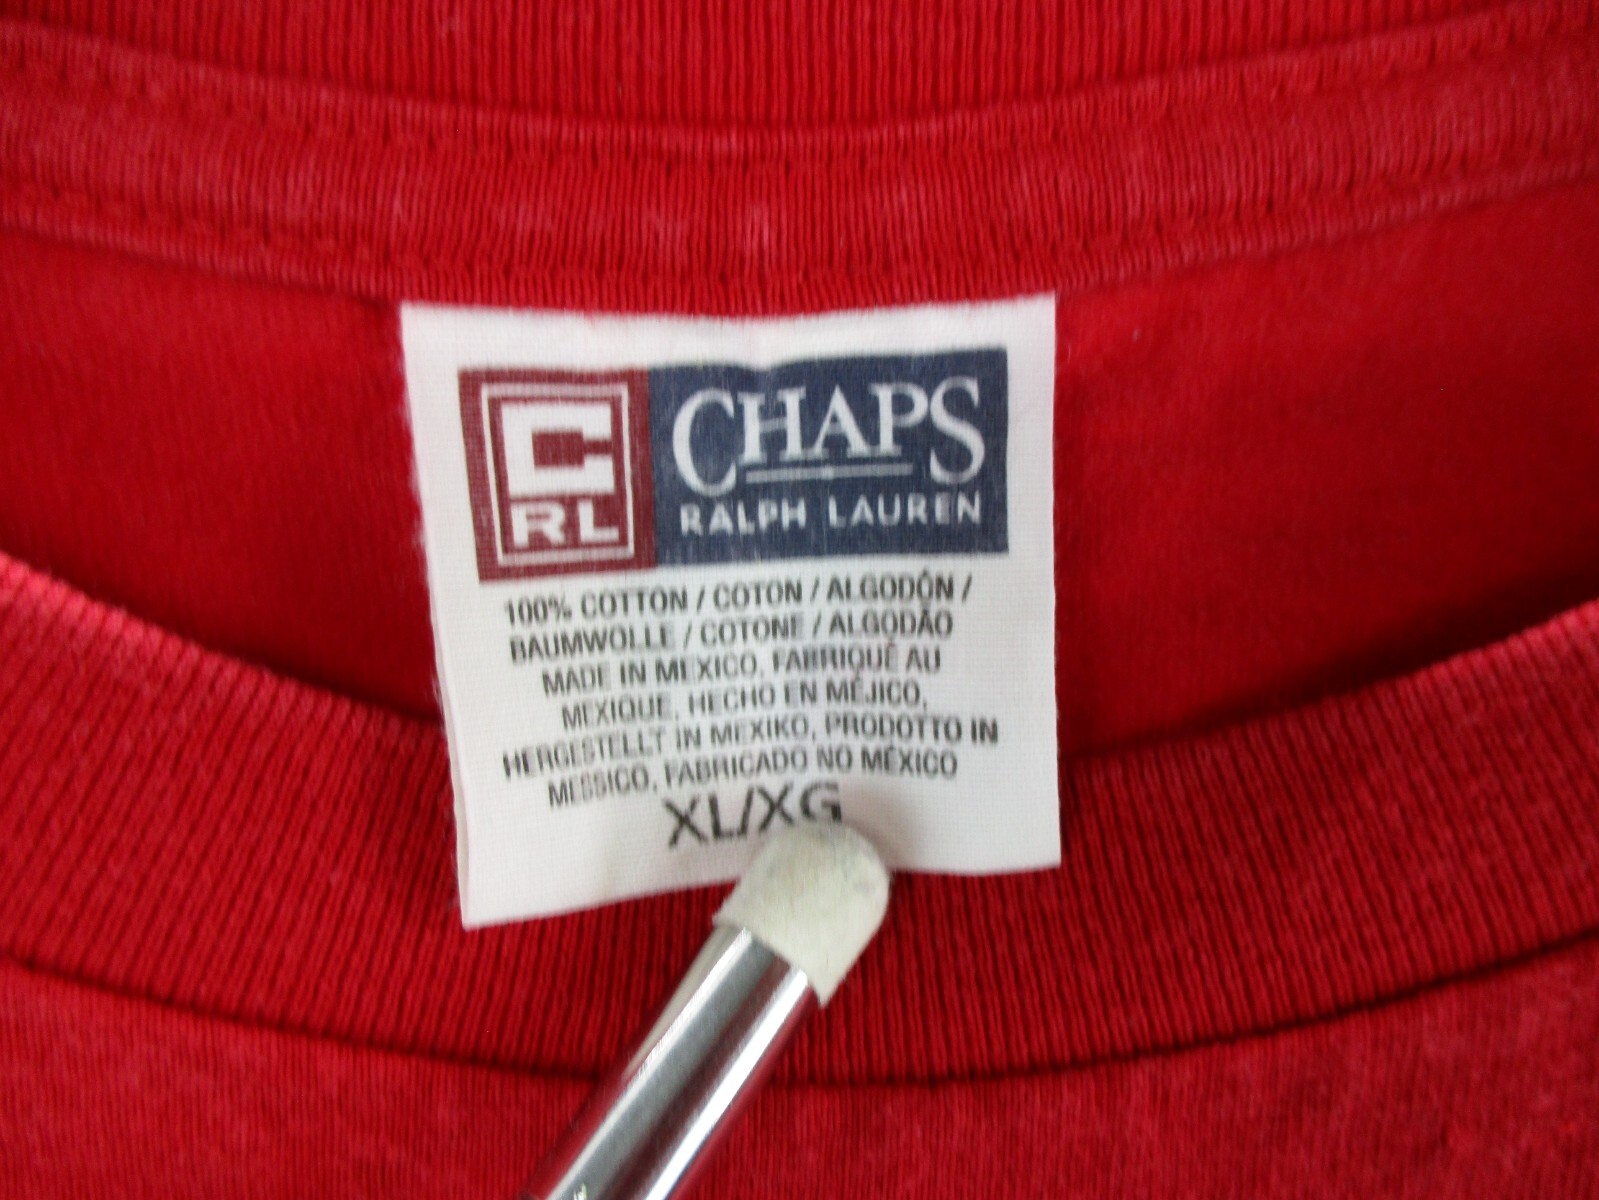 C
RL
CHAPS
RALPH LAUREN
100% COTTON / COTON / ALGODÓN /
BAUMWOLLE / COTONE / ALGODÃO
MADE IN MEXICO, FABRIQUÉ AU
MEXIQUE, HECHO EN MÉJICO,
HERGESTELLT IN MEXIKO, PRODOTTO IN
MESSICO, FABRICADO NO MÉXICO
XL/XG